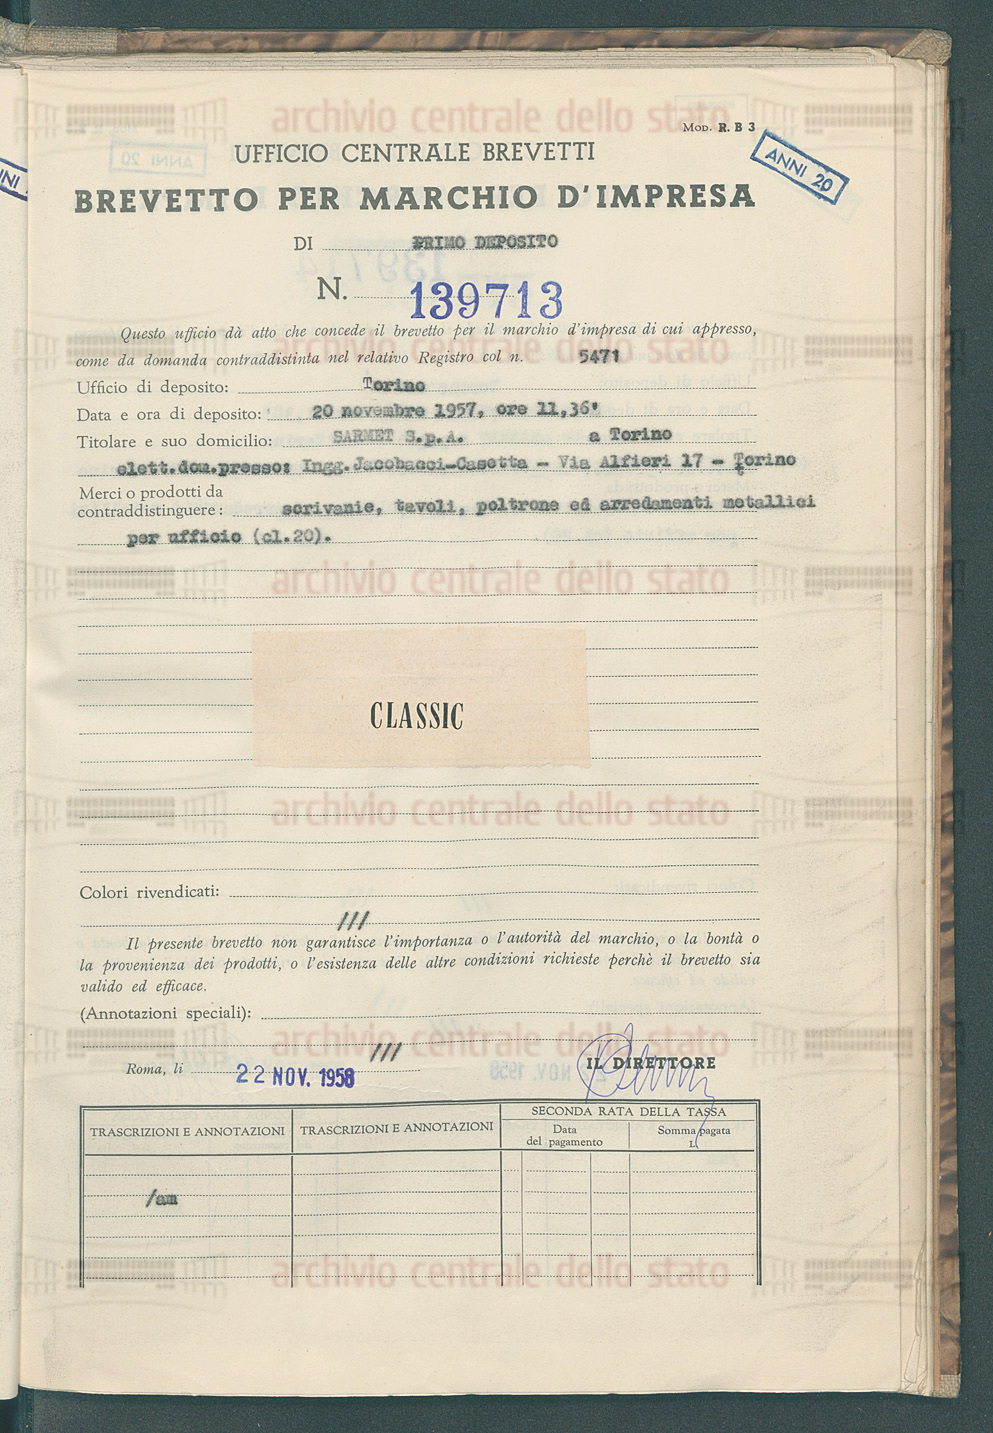 archivio centrale dello stato
MOD. R. B 3
UFFICIO CENTRALE BREVETTI
ANNI 20
BREVETTO PER MARCHIO D'IMPRESA
DI PRIMO DEPOSITO
N. 139713
Questo ufficio dà atto che concede il brevetto per il marchio d'impresa di cui appresso,
come da domanda contraddistinta nel relativo Registro col n. 5471
Ufficio di deposito: Torino
Data e ora di deposito: 20 novembre 1957, ore 11,36'
Titolare e suo domicilio: SARMET S.p.A. a Torino
elett.dom.presso: Ingg.Jacobacci-Casetta - Via Alfieri 17 - Torino
Merci o prodotti da
contraddistinguere: scrivanie, tavoli, poltrone ed arredamenti metallici
per ufficio (cl.20).
archivio centrale dello stato
CLASSIC
archivio centrale dello stato
Colori rivendicati:
///
Il presente brevetto non garantisce l'importanza o l'autorità del marchio, o la bontà o
la provenienza dei prodotti, o l'esistenza delle altre condizioni richieste perchè il brevetto sia
valido ed efficace.
(Annotazioni speciali):
archivio centrale dello stato
///
Roma, lì 22 NOV. 1958
IL DIRETTORE
TRASCRIZIONI E ANNOTAZIONI
TRASCRIZIONI E ANNOTAZIONI
SECONDA RATA DELLA TASSA
Data
del pagamento
Somma pagata
L.
/am
archivio centrale dello stato